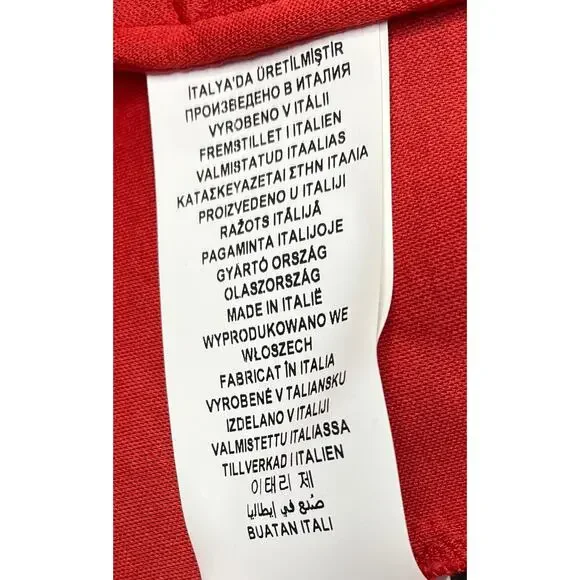 İTALYA'DA ÜRETİLMİŞTİR
ПРОИЗВЕДЕНО В ИТАЛИЯ
VYROBENO V ITÁLII
FREMSTILLET I ITALIEN
VALMISTATUD ITAALIAS
ΚΑΤΑΣΚΕΥΑΖΕΤΑΙ ΣΤΗΝ ΙΤΑΛΙΑ
PROIZVEDENO U ITALIJI
RAŽOTS ITĀLIJĀ
PAGAMINTA ITALIJOJE
GYÁRTÓ ORSZÁG
OLASZORSZÁG
MADE IN ITALIË
WYPRODUKOWANO WE
WŁOSZECH
FABRICAT ÎN ITALIA
VYROBENÉ V TALIANSKU
IZDELANO V ITALIJI
VALMISTETTU ITALIASSA
TILLVERKAD I ITALIEN
이태리 제
صُنع في إيطاليا
BUATAN ITALI